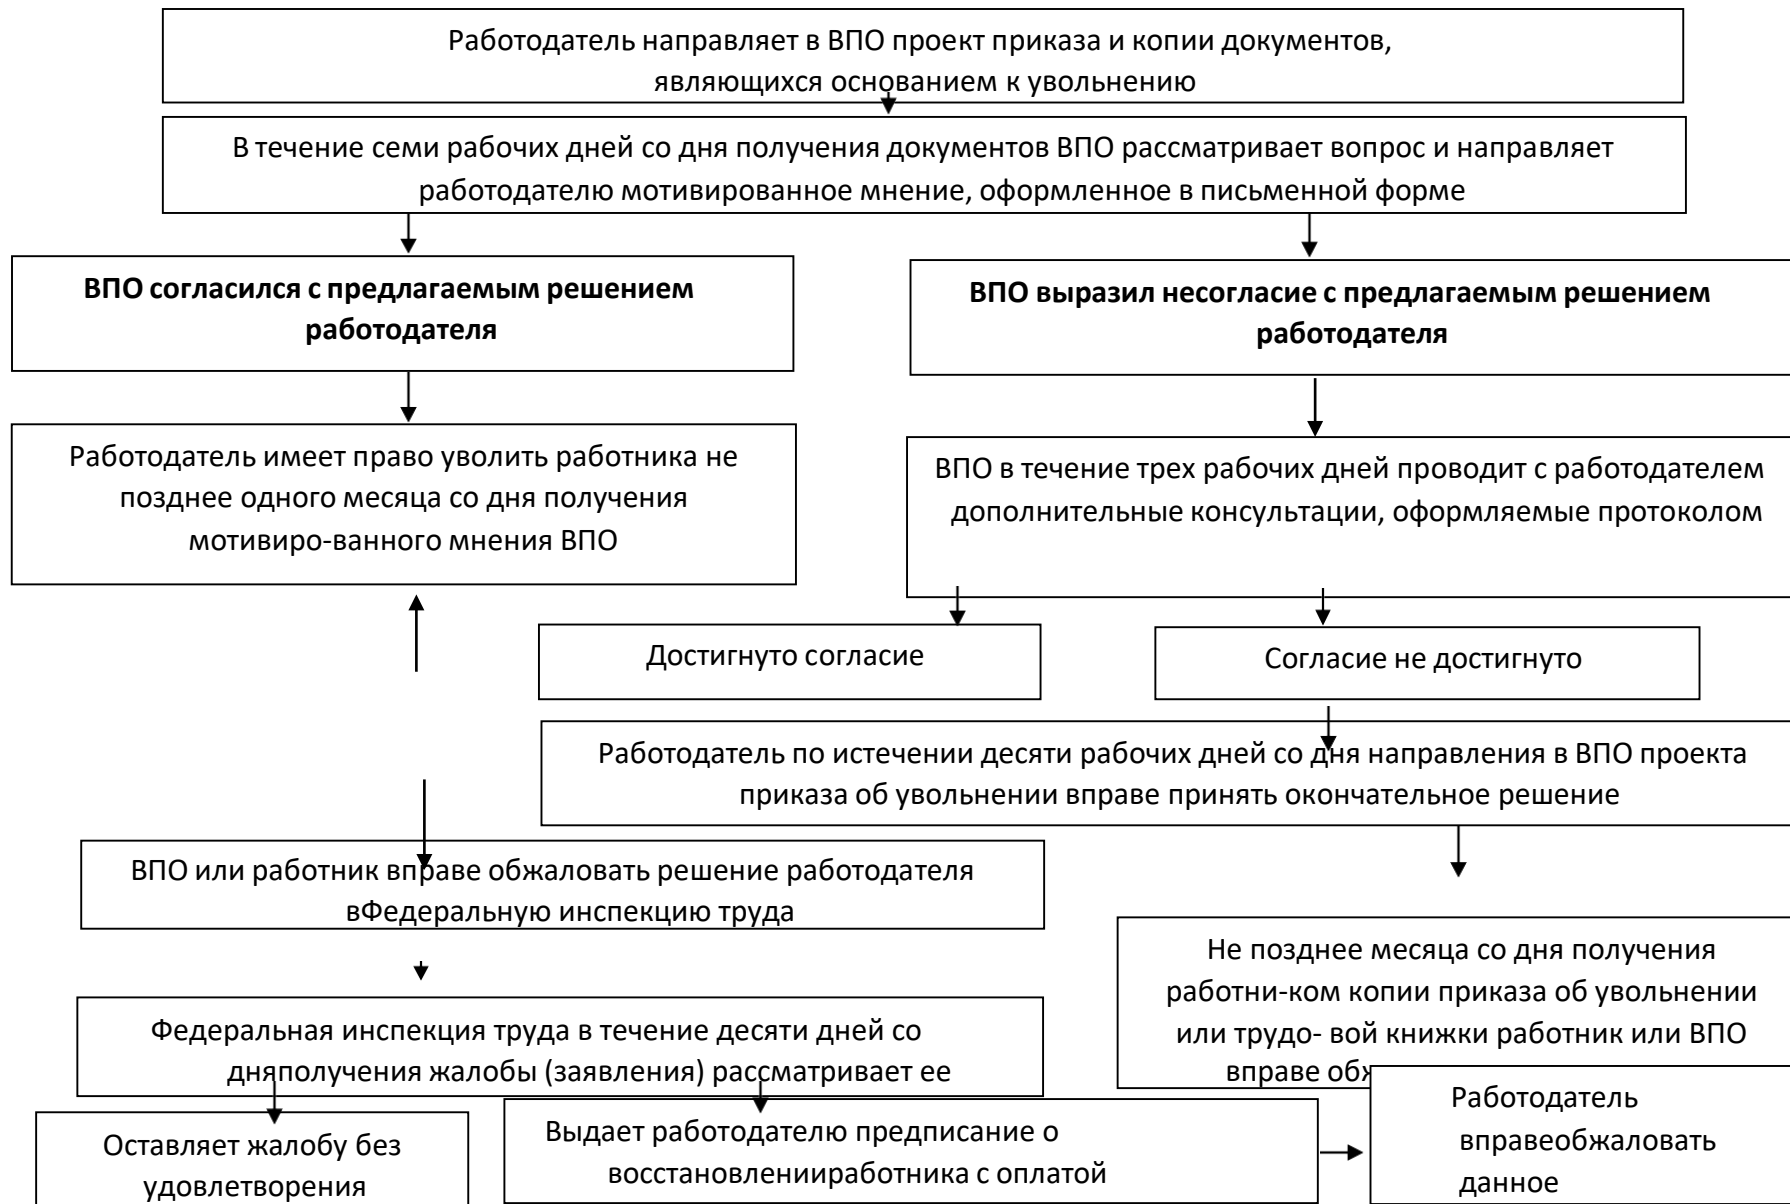 Работодатель направляет в ВПО проект приказа и копии документов,
являющихся основанием к увольнению
В течение семи рабочих дней со дня получения документов ВПО рассматривает вопрос и направляет
работодателю мотивированное мнение, оформленное в письменной форме
ВПО согласился с предлагаемым решением
работодателя
ВПО выразил несогласие с предлагаемым решением
работодателя
Работодатель имеет право уволить работника не
позднее одного месяца со дня получения
мотивиро-ванного мнения ВПО
ВПО в течение трех рабочих дней проводит с работодателем
дополнительные консультации, оформляемые протоколом
Достигнуто согласие
Согласие не достигнуто
Работодатель по истечении десяти рабочих дней со дня направления в ВПО проекта
приказа об увольнении вправе принять окончательное решение
ВПО или работник вправе обжаловать решение работодателя
вФедеральную инспекцию труда
Не позднее месяца со дня получения
работни-ком копии приказа об увольнении
или трудо- вой книжки работник или ВПО
вправе
Федеральная инспекция труда в течение десяти дней со
дняполучения жалобы (заявления) рассматривает ее
Оставляет жалобу без
удовлетворения
Выдает работодателю предписание о
восстановленииработника с оплатой
Работодатель
вправеобжаловать
данное